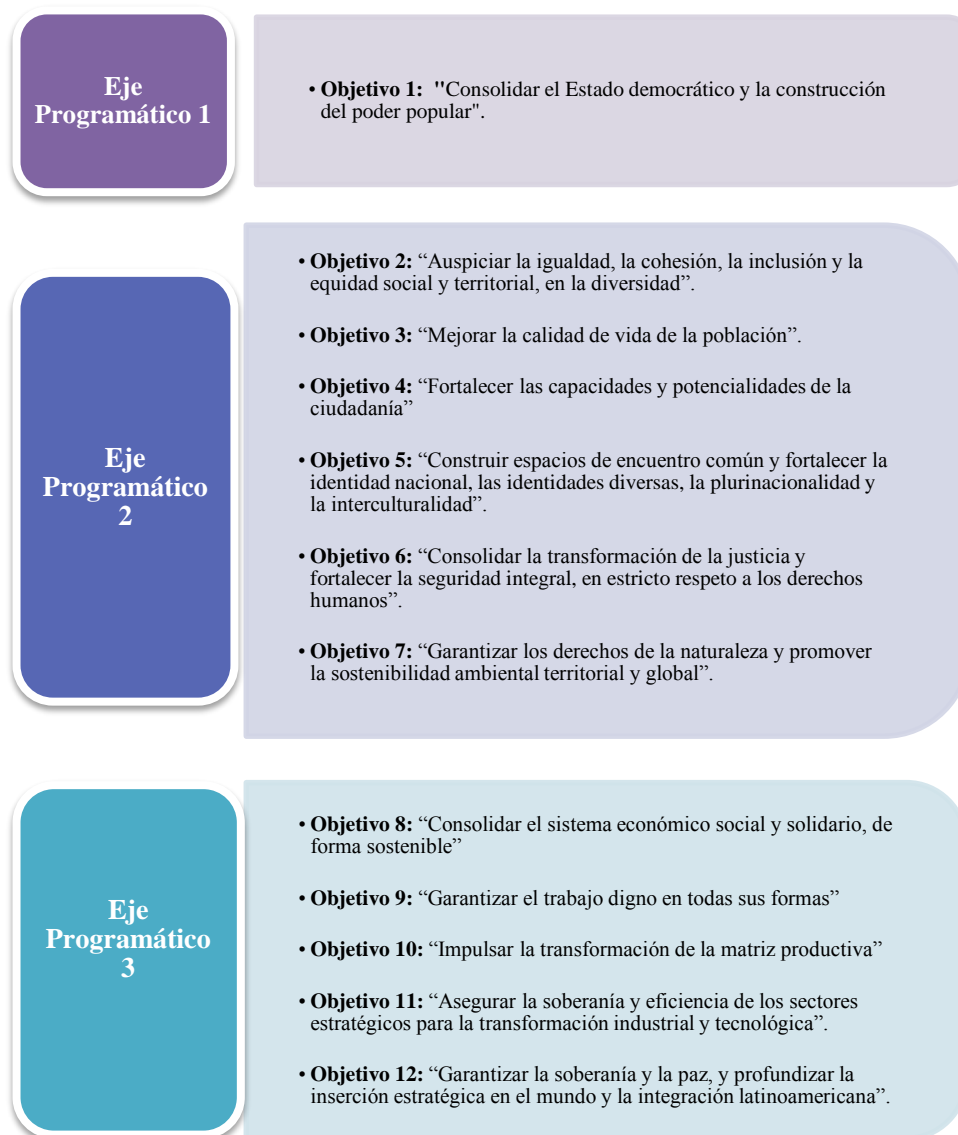 Eje
Programático 1
• Objetivo 1: "Consolidar el Estado democrático y la construcción
del poder popular".
Eje
Programático
2
• Objetivo 2: “Auspiciar la igualdad, la cohesión, la inclusión y la
equidad social y territorial, en la diversidad”.
• Objetivo 3: “Mejorar la calidad de vida de la población”.
• Objetivo 4: “Fortalecer las capacidades y potencialidades de la
ciudadanía”
• Objetivo 5: “Construir espacios de encuentro común y fortalecer la
identidad nacional, las identidades diversas, la plurinacionalidad y
la interculturalidad”.
• Objetivo 6: “Consolidar la transformación de la justicia y
fortalecer la seguridad integral, en estricto respeto a los derechos
humanos”.
• Objetivo 7: “Garantizar los derechos de la naturaleza y promover
la sostenibilidad ambiental territorial y global”.
Eje
Programático
3
• Objetivo 8: “Consolidar el sistema económico social y solidario, de
forma sostenible”
• Objetivo 9: “Garantizar el trabajo digno en todas sus formas”
• Objetivo 10: “Impulsar la transformación de la matriz productiva”
• Objetivo 11: “Asegurar la soberanía y eficiencia de los sectores
estratégicos para la transformación industrial y tecnológica”.
• Objetivo 12: “Garantizar la soberanía y la paz, y profundizar la
inserción estratégica en el mundo y la integración latinoamericana”.